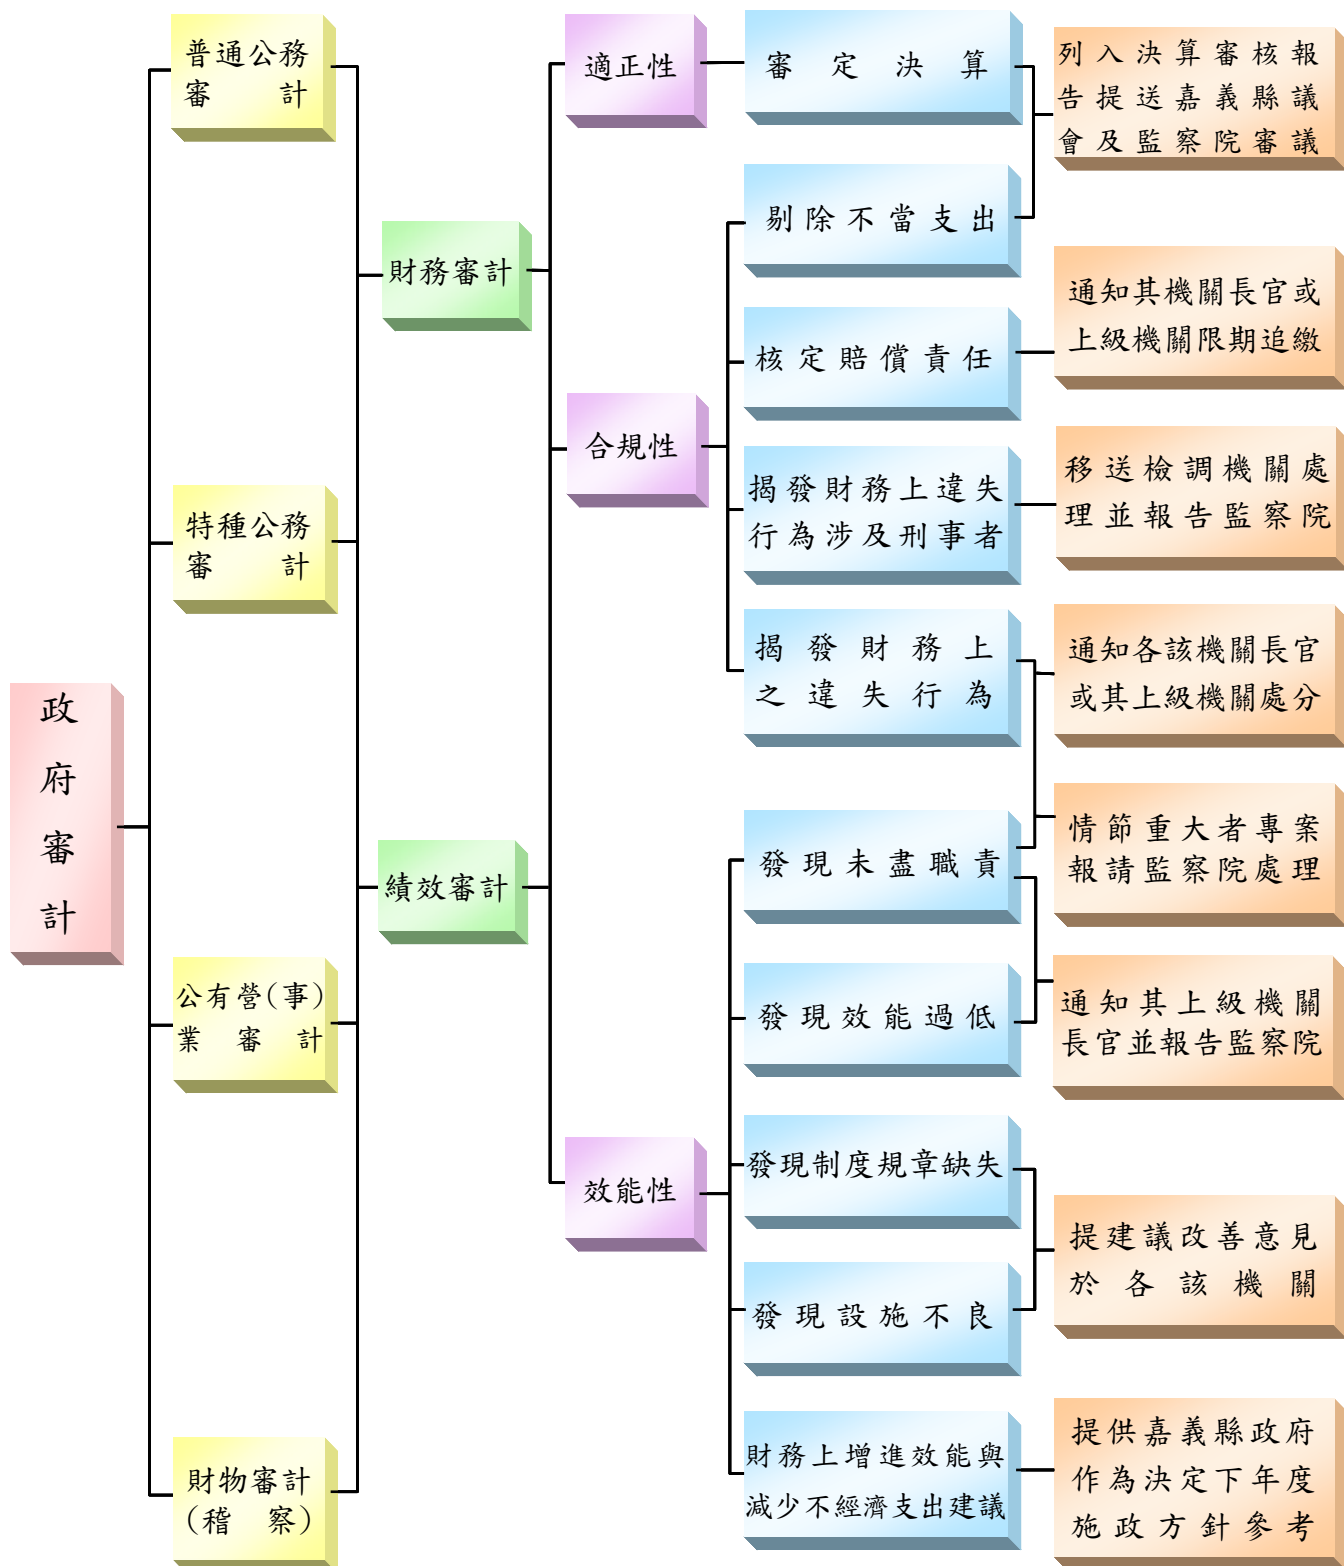 政
府
審
計
普通公務
審計
特種公務
審計
公有營(事)
業審計
財物審計
(稽察)
財務審計
績效審計
適正性
合規性
效能性
審定決算
剔除不當支出
核定賠償責任
揭發財務上違失
行為涉及刑事者
揭發財務上
之違失行為
發現未盡職責
發現效能過低
發現制度規章缺失
發現設施不良
財務上增進效能與
減少不經濟支出建議
列入決算審核報
告提送嘉義縣議
會及監察院審議
通知其機關長官或
上級機關限期追繳
移送檢調機關處
理並報告監察院
通知各該機關長官
或其上級機關處分
情節重大者專案
報請監察院處理
通知其上級機關
長官並報告監察院
提建議改善意見
於各該機關
提供嘉義縣政府
作為決定下年度
施政方針參考